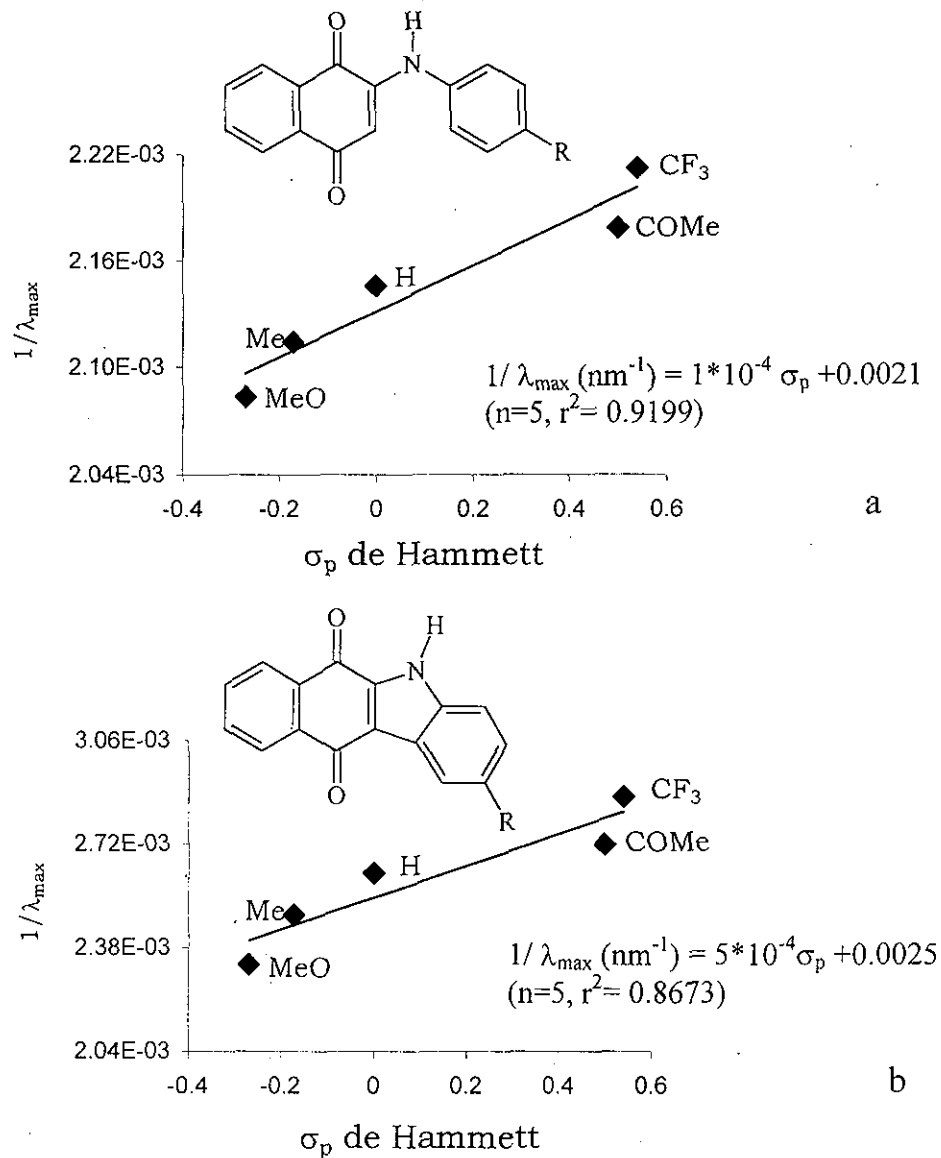 O
H
N
R
O
2.22E-03
CF3
COMe
2.16E-03
H
1/λmax
Me
2.10E-03
MeO
1/ λmax (nm-1) = 1*10-4 σp +0.0021
(n=5, r2= 0.9199)
2.04E-03
-0.4 -0.2 0 0.2 0.4 0.6
a
σp de Hammett
O
H
N
O
R
3.06E-03
CF3
2.72E-03
COMe
H
1/λmax
Me
2.38E-03
MeO
1/ λmax (nm-1) = 5*10-4σp +0.0025
(n=5, r2= 0.8673)
2.04E-03
-0.4 -0.2 0 0.2 0.4 0.6
b
σp de Hammett